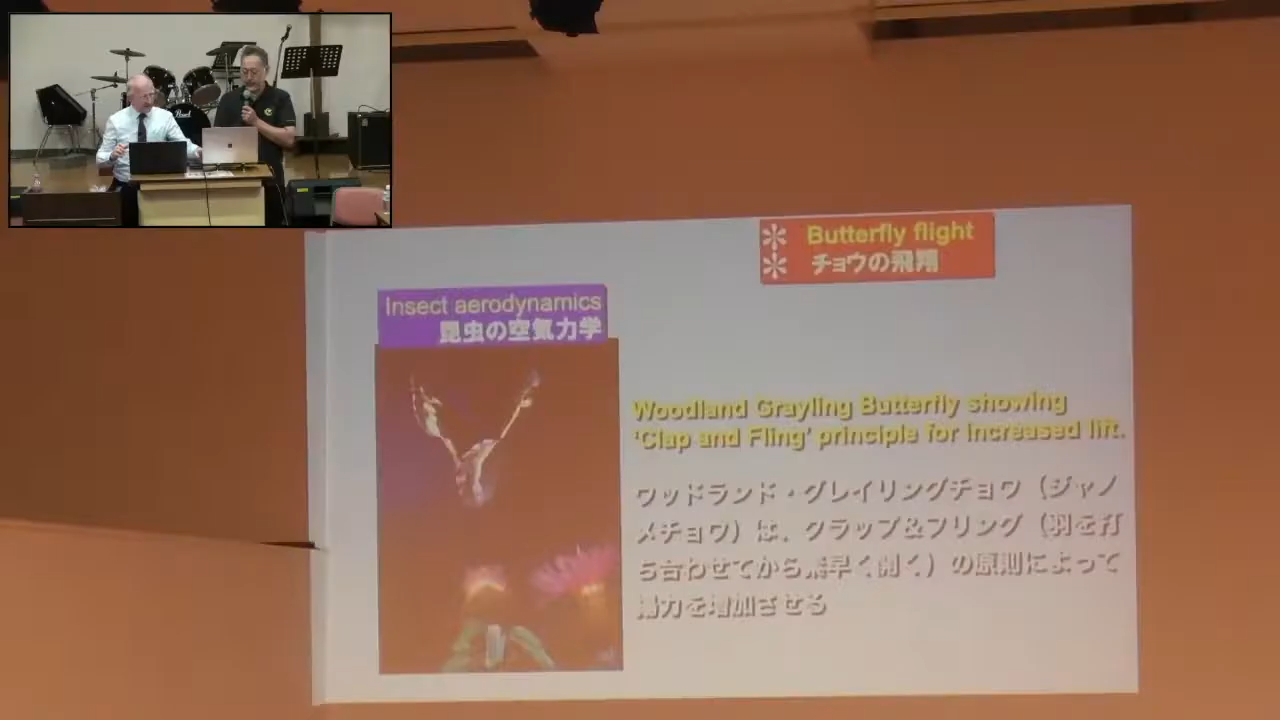 Butterfly flight
チョウの飛翔
Insect aerodynamics
昆虫の空気力学
Woodland Grayling Butterfly showing
‘Clap and Fling’ principle for increased lift.
ウッドランド・グレイリングチョウ（ジャノ
メチョウ）は、クラップ＆フリング（羽を打
ち合わせてから素早く開く）の原則によって
揚力を増加させる
Pearl